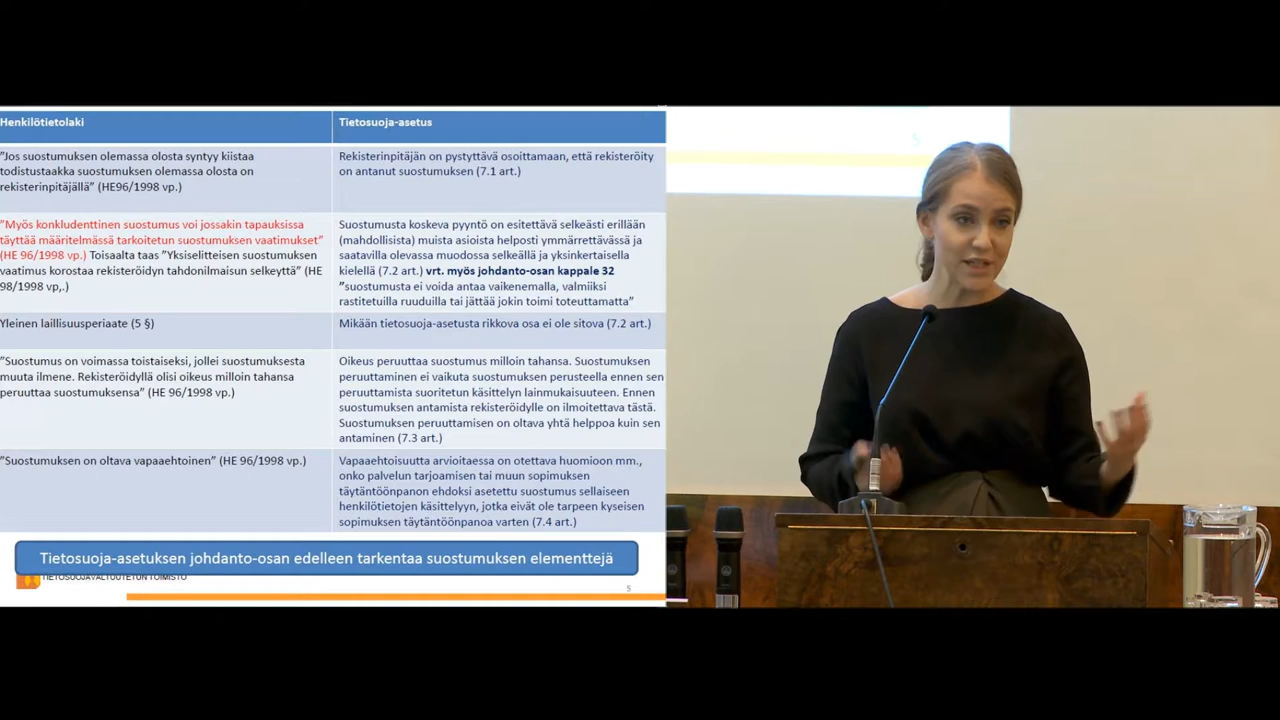 Henkilötietolaki
Tietosuoja-asetus
”Jos suostumuksen olemassa olosta syntyy kiistaa
todistustaakka suostumuksen olemassa olosta on
rekisterinpitäjällä” (HE96/1998 vp.)
Rekisterinpitäjän on pystyttävä osoittamaan, että rekisteröity
on antanut suostumuksen (7.1 art.)
”Myös konkludenttinen suostumus voi jossakin tapauksissa
täyttää määritelmässä tarkoitetun suostumuksen vaatimukset”
(HE 96/1998 vp.) Toisaalta taas ”Yksiselitteisen suostumuksen
vaatimus korostaa rekisteröidyn tahdonilmaisun selkeyttä” (HE
98/1998 vp,.)
Suostumusta koskeva pyyntö on esitettävä selkeästi erillään
(mahdollisista) muista asioista helposti ymmärrettävässä ja
saatavilla olevassa muodossa selkeällä ja yksinkertaisella
kielellä (7.2 art.) vrt. myös johdanto-osan kappale 32
”suostumusta ei voida antaa vaikenemalla, valmiiksi
rastitetuilla ruuduilla tai jättää jokin toimi toteuttamatta”
Yleinen laillisuusperiaate (5 §)
Mikään tietosuoja-asetusta rikkova osa ei ole sitova (7.2 art.)
”Suostumus on voimassa toistaiseksi, jollei suostumuksesta
muuta ilmene. Rekisteröidyllä olisi oikeus milloin tahansa
peruuttaa suostumuksensa” (HE 96/1998 vp.)
Oikeus peruuttaa suostumus milloin tahansa. Suostumuksen
peruuttaminen ei vaikuta suostumuksen perusteella ennen sen
peruuttamista suoritetun käsittelyn lainmukaisuuteen. Ennen
suostumuksen antamista rekisteröidylle on ilmoitettava tästä.
Suostumuksen peruuttamisen on oltava yhtä helppoa kuin sen
antaminen (7.3 art.)
”Suostumuksen on oltava vapaaehtoinen” (HE 96/1998 vp.)
Vapaaehtoisuutta arvioitaessa on otettava huomioon mm.,
onko palvelun tarjoamisen tai muun sopimuksen
täytäntöönpanon ehdoksi asetettu suostumus sellaiseen
henkilötietojen käsittelyyn, jotka eivät ole tarpeen kyseisen
sopimuksen täytäntöönpanoa varten (7.4 art.)
Tietosuoja-asetuksen johdanto-osan edelleen tarkentaa suostumuksen elementtejä
TIETOSUOJAVALTUUTETUN TOIMISTO
5
5